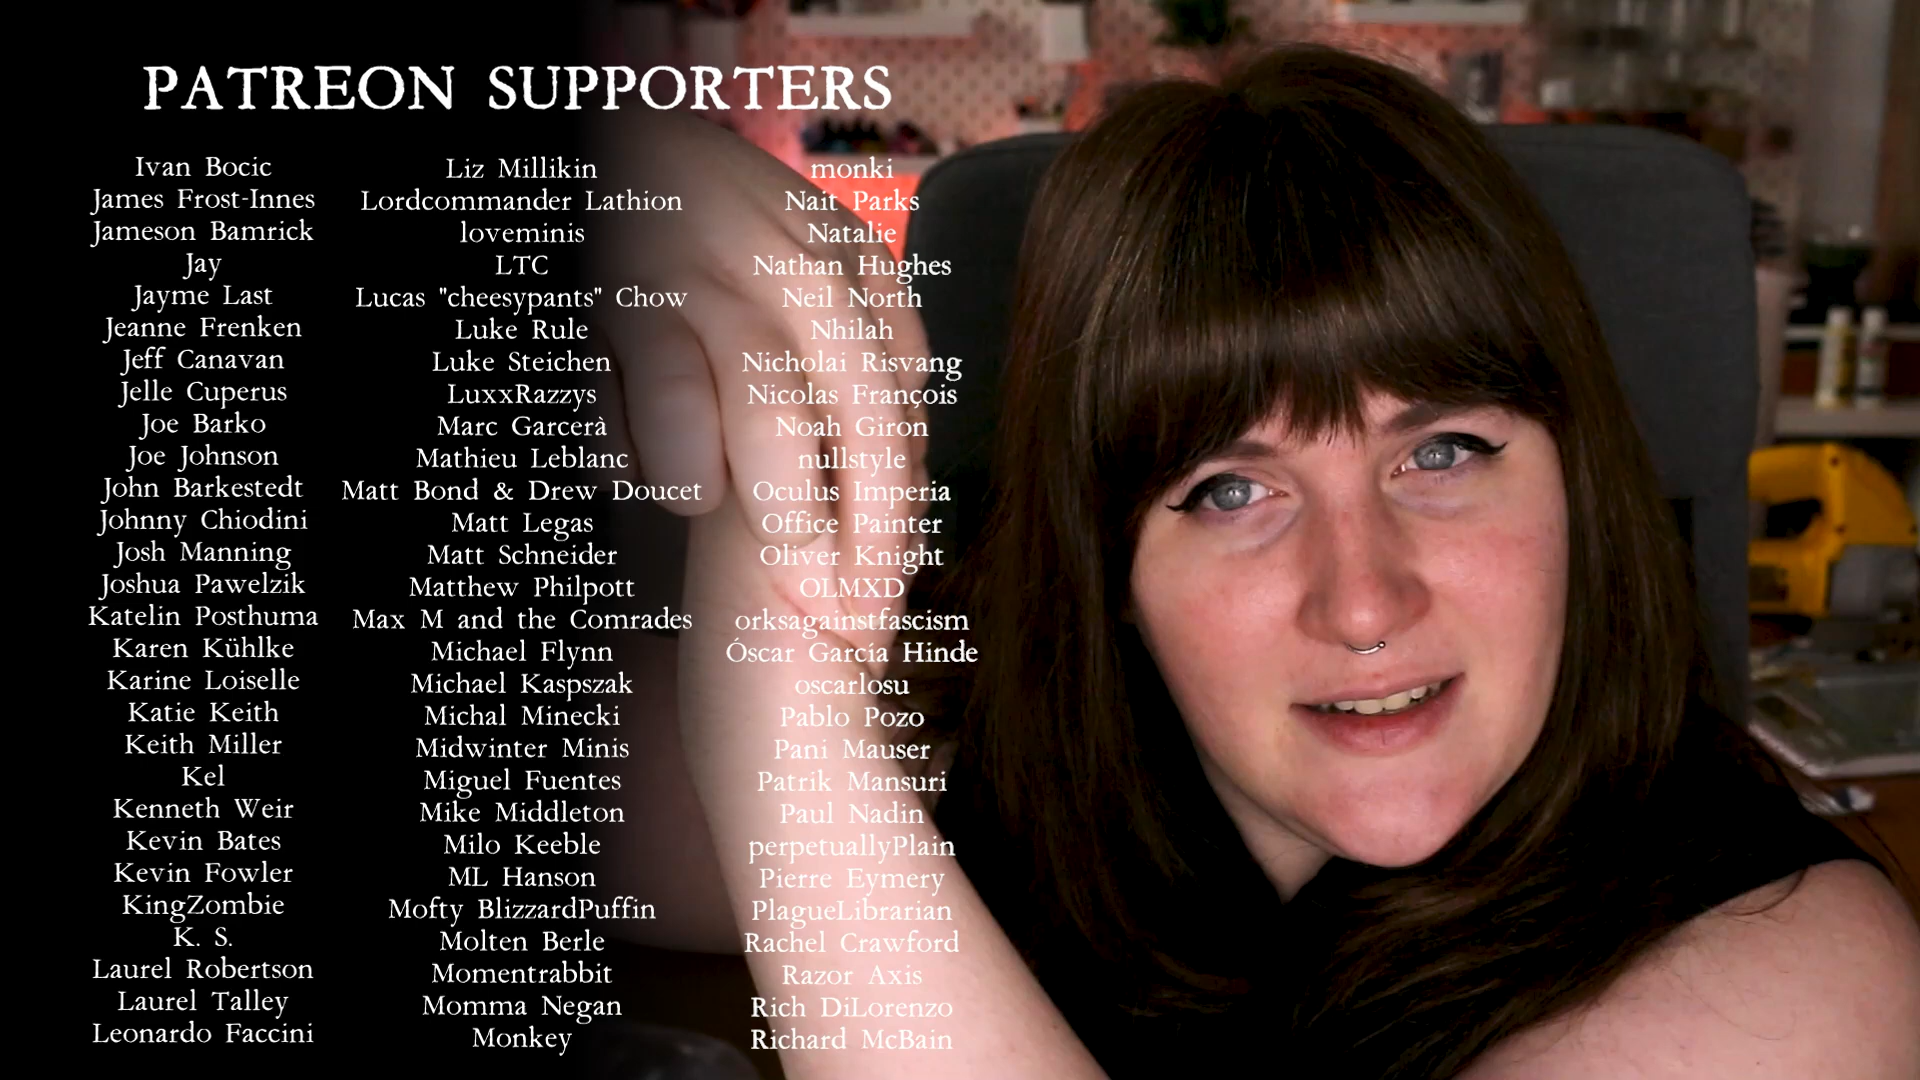 PATREON SUPPORTERS
Ivan Bocic
James Frost-Innes
Jameson Bamrick
Jay
Jayme Last
Jeanne Frenken
Jeff Canavan
Jelle Cuperus
Joe Barko
Joe Johnson
John Barkestedt
Johnny Chiodini
Josh Manning
Joshua Pawelzik
Katelin Posthuma
Karen Kühlke
Karine Loiselle
Katie Keith
Keith Miller
Kel
Kenneth Weir
Kevin Bates
Kevin Fowler
KingZombie
K. S.
Laurel Robertson
Laurel Talley
Leonardo Faccini
Liz Millikin
Lordcommander Lathion
loveminis
LTC
Lucas "cheesypants" Chow
Luke Rule
Luke Steichen
LuxxRazzys
Marc Garcerà
Mathieu Leblanc
Matt Bond & Drew Doucet
Matt Legas
Matt Schneider
Matthew Philpott
Max M and the Comrades
Michael Flynn
Michael Kaspszak
Michal Minecki
Midwinter Minis
Miguel Fuentes
Mike Middleton
Milo Keeble
ML Hanson
Mofty BlizzardPuffin
Molten Berle
Momentrabbit
Momma Negan
Monkey
monki
Nait Parks
Natalie
Nathan Hughes
Neil North
Nhilah
Nicholai Risvang
Nicolas François
Noah Giron
nullstyle
Oculus Imperia
Office Painter
Oliver Knight
OLMXD
orksagainstfascism
Óscar García Hinde
oscarlosu
Pablo Pozo
Pani Mauser
Patrik Mansuri
Paul Nadin
perpetuallyPlain
Pierre Eymery
PlagueLibrarian
Rachel Crawford
Razor Axis
Rich DiLorenzo
Richard McBain